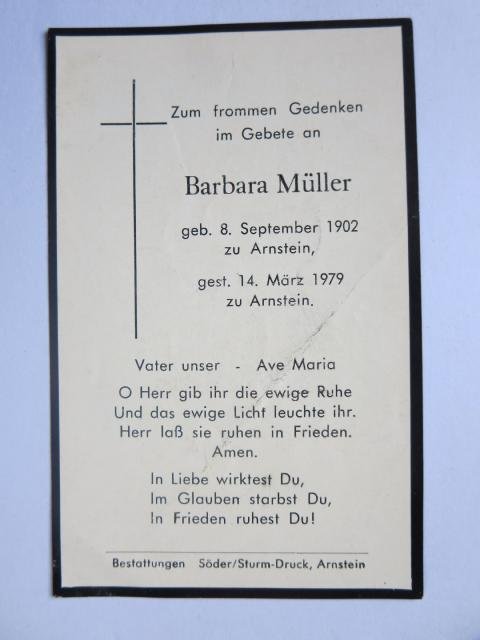 Zum frommen Gedenken
im Gebete an
Barbara Müller
geb. 8. September 1902
zu Arnstein,
gest. 14. März 1979
zu Arnstein.
Vater unser - Ave Maria
O Herr gib ihr die ewige Ruhe
Und das ewige Licht leuchte ihr.
Herr laß sie ruhen in Frieden.
Amen.
In Liebe wirktest Du,
Im Glauben starbst Du,
In Frieden ruhest Du!
Bestattungen Söder/Sturm-Druck, Arnstein